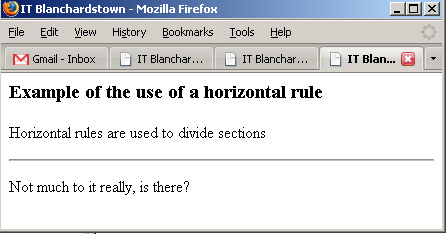 IT Blanchardstown - Mozilla Firefox
File Edit View History Bookmarks Tools Help
Gmail - Inbox IT Blanchar... IT Blanchar... IT Blan...
Example of the use of a horizontal rule
Horizontal rules are used to divide sections
Not much to it really, is there?